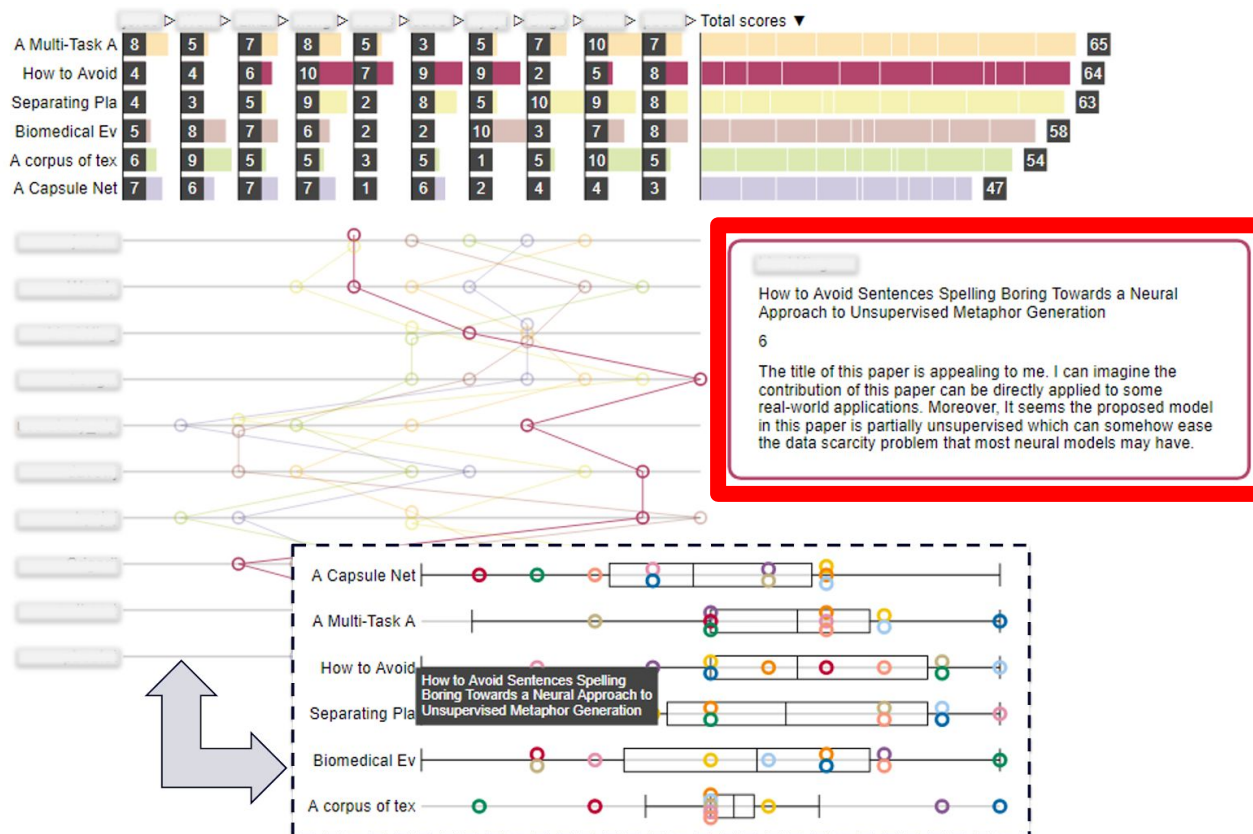 Total scores ▼
A Multi-Task A 8 5 7 8 5 3 5 7 10 7 65
How to Avoid 4 4 6 10 7 9 9 2 5 8 64
Separating Pla 4 3 5 9 2 8 5 10 9 8 63
Biomedical Ev 5 8 7 6 2 2 10 3 7 8 58
A corpus of tex 6 9 5 5 3 5 1 5 10 5 54
A Capsule Net 7 6 7 7 1 6 2 4 4 3 47
How to Avoid Sentences Spelling Boring Towards a Neural
Approach to Unsupervised Metaphor Generation
6
The title of this paper is appealing to me. I can imagine the
contribution of this paper can be directly applied to some
real-world applications. Moreover, It seems the proposed model
in this paper is partially unsupervised which can somehow ease
the data scarcity problem that most neural models may have.
A Capsule Net
A Multi-Task A
How to Avoid
How to Avoid Sentences Spelling
Boring Towards a Neural Approach to
Unsupervised Metaphor Generation
Separating Pla
Biomedical Ev
A corpus of tex